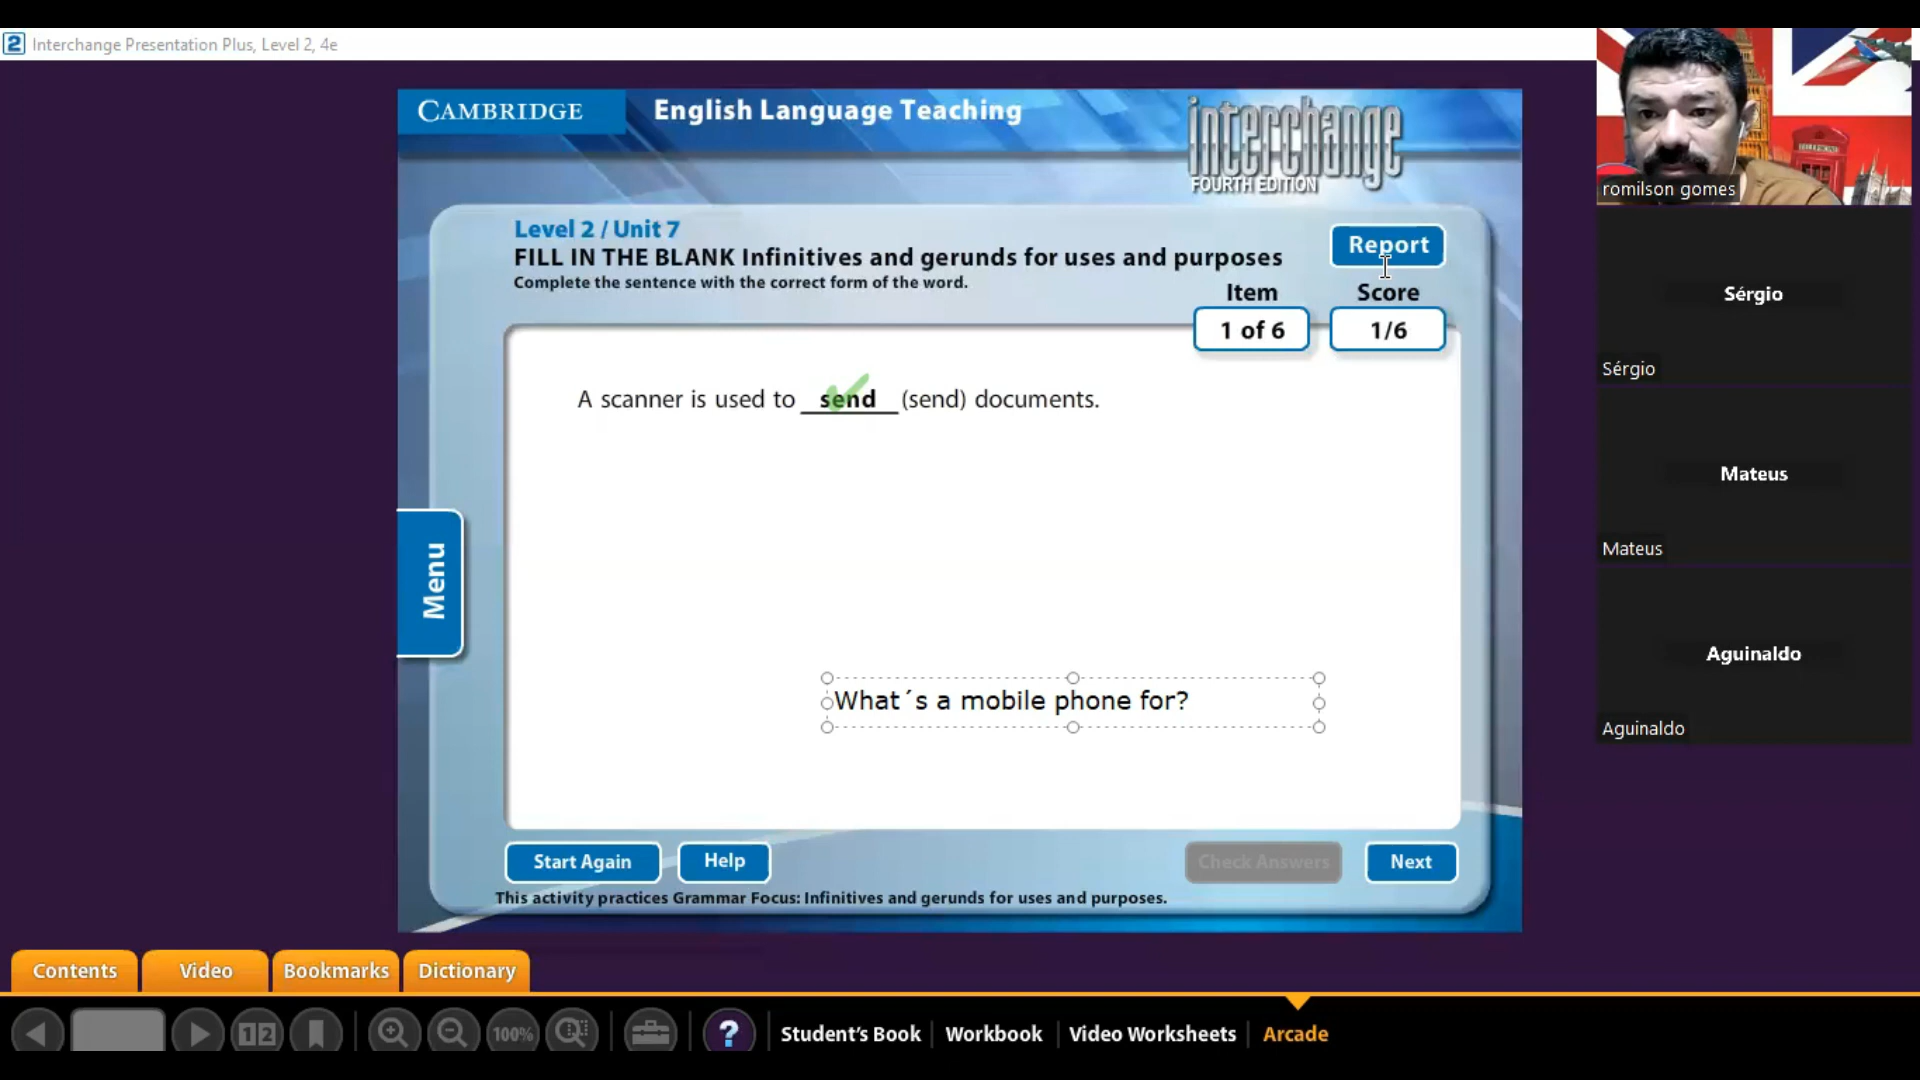 Interchange Presentation Plus, Level 2, 4e
CAMBRIDGE
English Language Teaching
interchange
FOURTH EDITION
Level 2 / Unit 7
FILL IN THE BLANK Infinitives and gerunds for uses and purposes
Complete the sentence with the correct form of the word.
Report
Item
Score
1 of 6
1/6
A scanner is used to send (send) documents.
Menu
What´s a mobile phone for?
Start Again
Help
Check Answers
Next
This activity practices Grammar Focus: Infinitives and gerunds for uses and purposes.
romilson gomes
Sérgio
Sérgio
Mateus
Mateus
Aguinaldo
Aguinaldo
Contents
Video
Bookmarks
Dictionary
12
100%
?
Student's Book
Workbook
Video Worksheets
Arcade